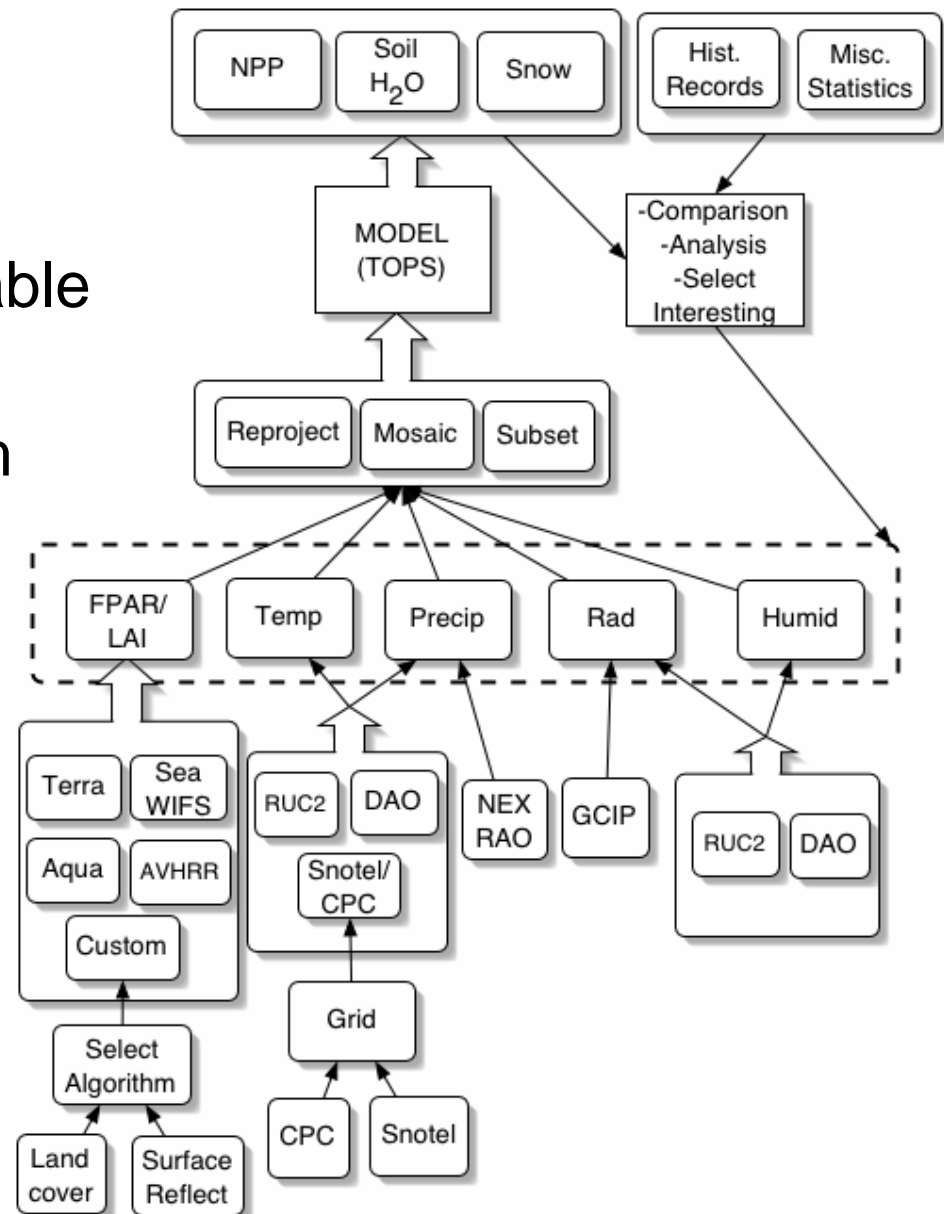 NPP
Soil
H2O
Snow
Hist.
Records
Misc.
Statistics
MODEL
(TOPS)
-Comparison
-Analysis
-Select
Interesting
able
n
Reproject
Mosaic
Subset
FPAR/
LAI
Temp
Precip
Rad
Humid
Terra
Sea
WIFS
Aqua
AVHRR
Custom
RUC2
DAO
Snotel/
CPC
NEX
RAO
GCIP
RUC2
DAO
Select
Algorithm
Grid
Land
cover
Surface
Reflect
CPC
Snotel